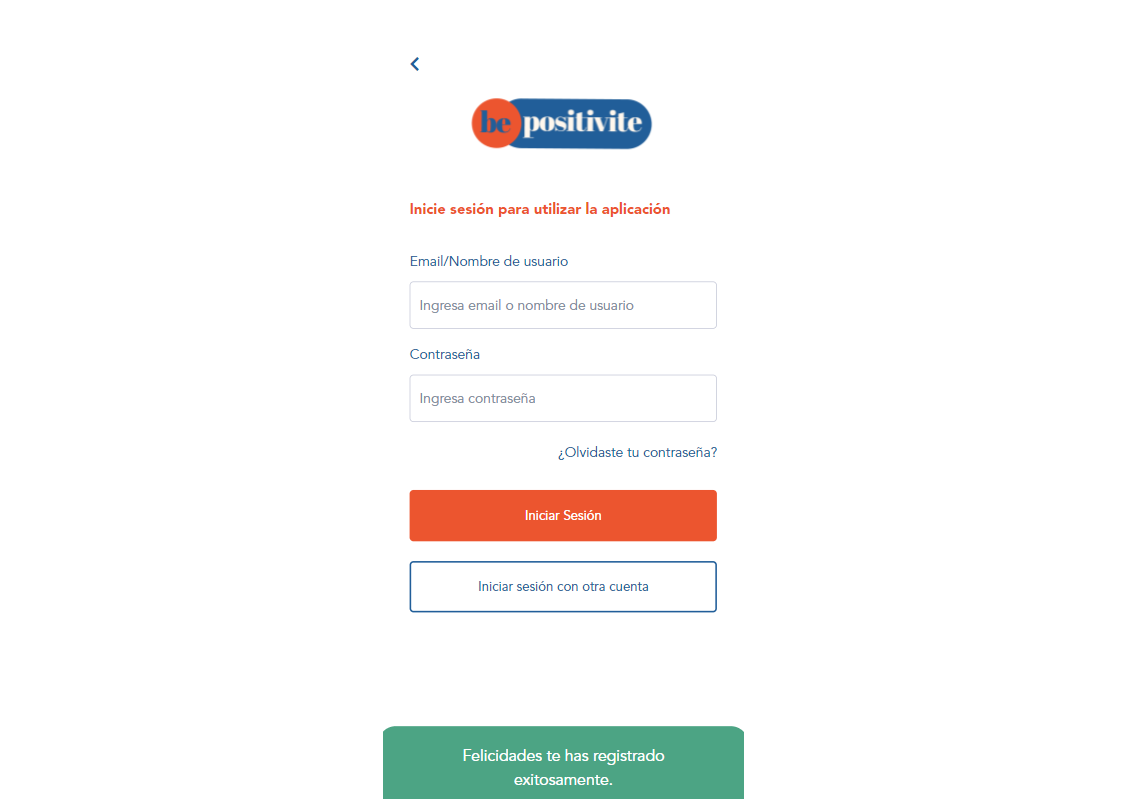 be positivite
Inicie sesión para utilizar la aplicación
Email/Nombre de usuario
Ingresa email o nombre de usuario
Contraseña
Ingresa contraseña
¿Olvidaste tu contraseña?
Iniciar Sesión
Iniciar sesión con otra cuenta
Felicidades te has registrado
exitosamente.